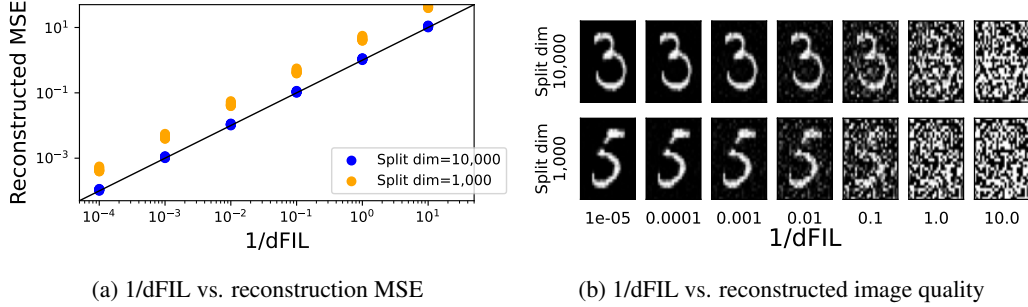 Reconstructed MSE
10^1
10^-1
10^-3
10^-4 10^-3 10^-2 10^-1 10^0 10^1
1/dFIL
Split dim=10,000
Split dim=1,000
(a) 1/dFIL vs. reconstruction MSE
Split dim
10,000
Split dim
1,000
1e-05 0.0001 0.001 0.01 0.1 1.0 10.0
1/dFIL
(b) 1/dFIL vs. reconstructed image quality